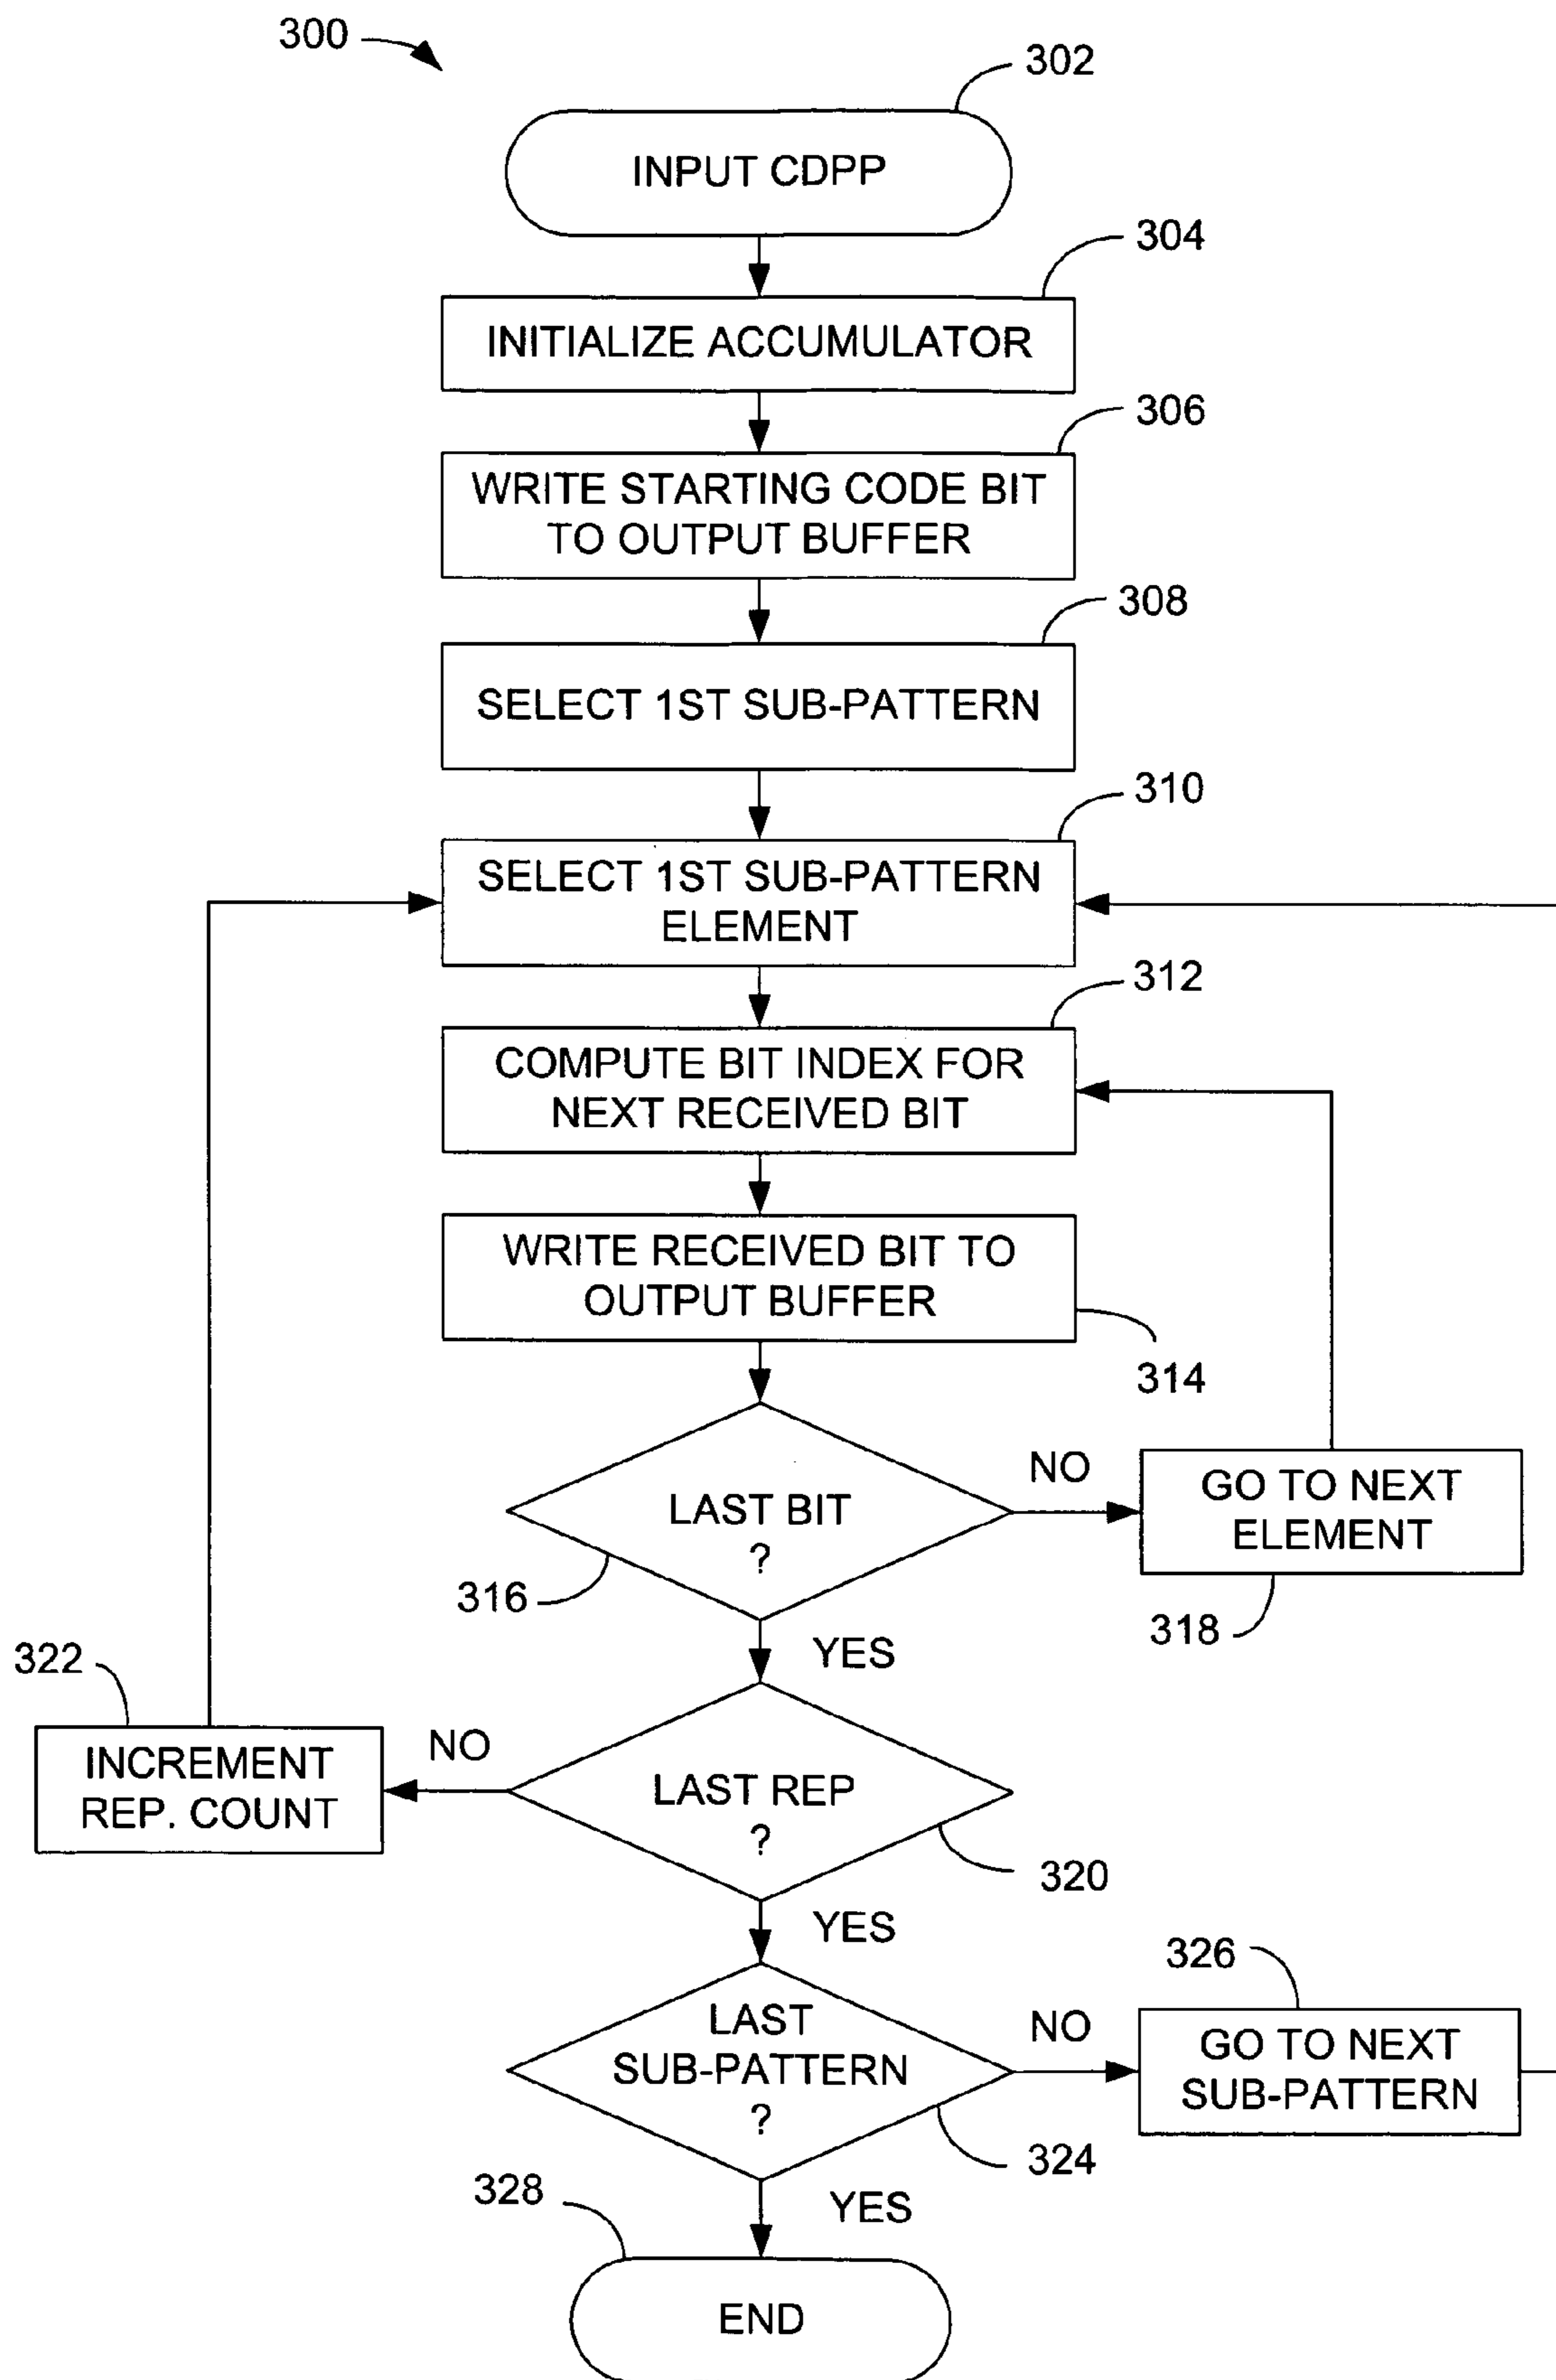 300
302
INPUT CDPP
304
INITIALIZE ACCUMULATOR
306
WRITE STARTING CODE BIT
TO OUTPUT BUFFER
308
SELECT 1ST SUB-PATTERN
310
SELECT 1ST SUB-PATTERN
ELEMENT
312
COMPUTE BIT INDEX FOR
NEXT RECEIVED BIT
WRITE RECEIVED BIT TO
OUTPUT BUFFER
314
LAST BIT
?
316
NO
GO TO NEXT
ELEMENT
318
YES
322
INCREMENT
REP. COUNT
NO
LAST REP
?
320
YES
326
LAST
SUB-PATTERN
?
NO
GO TO NEXT
SUB-PATTERN
324
328
YES
END